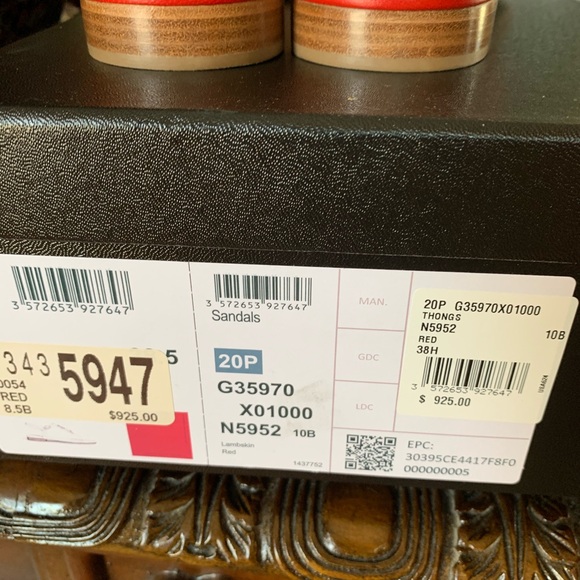 3 572653 927647
5
343
5947
0054
RED
8.5B
$925.00
3 572653 927647
Sandals
20P
G35970
X01000
N5952 10B
Lambskin
Red
1437752
MAN.
GDC
LDC
EPC:
30395CE4417F8F0
000000005
20P G35970X01000
THONGS
N5952 10B
RED
38H
3 572653 927647
$ 925.00
USA024